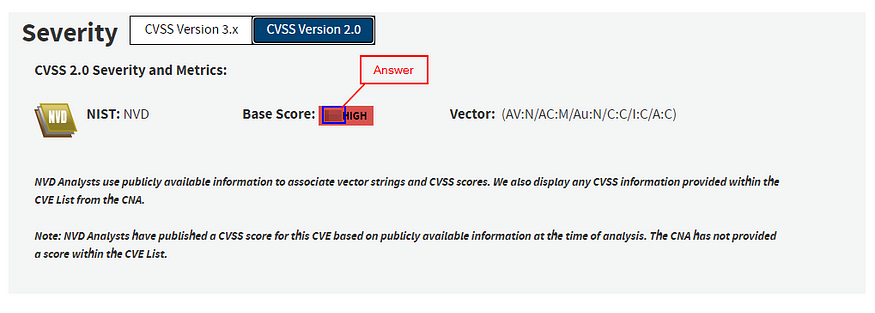 Severity CVSS Version 3.x CVSS Version 2.0
CVSS 2.0 Severity and Metrics:
Answer
NVD NIST: NVD Base Score: HIGH Vector: (AV:N/AC:M/Au:N/C:C/I:C/A:C)
NVD Analysts use publicly available information to associate vector strings and CVSS scores. We also display any CVSS information provided within the
CVE List from the CNA.
Note: NVD Analysts have published a CVSS score for this CVE based on publicly available information at the time of analysis. The CNA has not provided
a score within the CVE List.